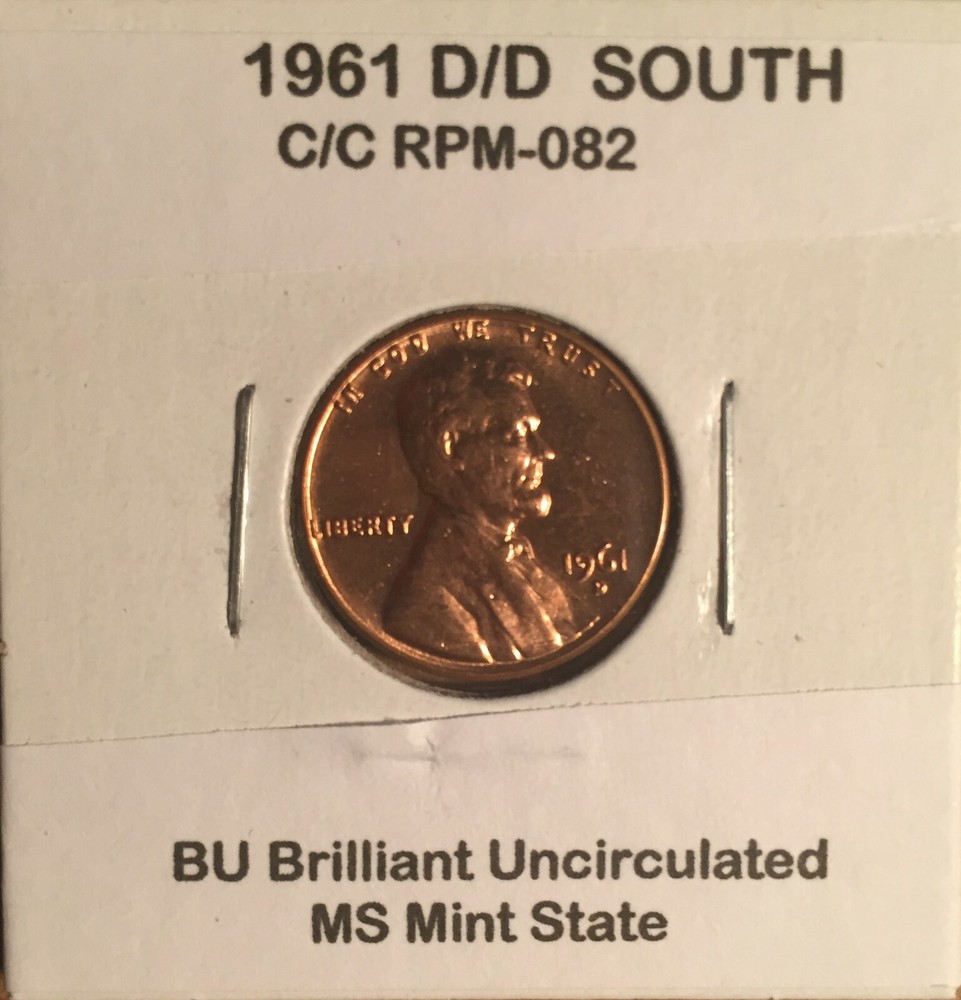 1961 D/D SOUTH
C/C RPM-082
IN GOD WE TRUST
LIBERTY
1961
D
BU Brilliant Uncirculated
MS Mint State